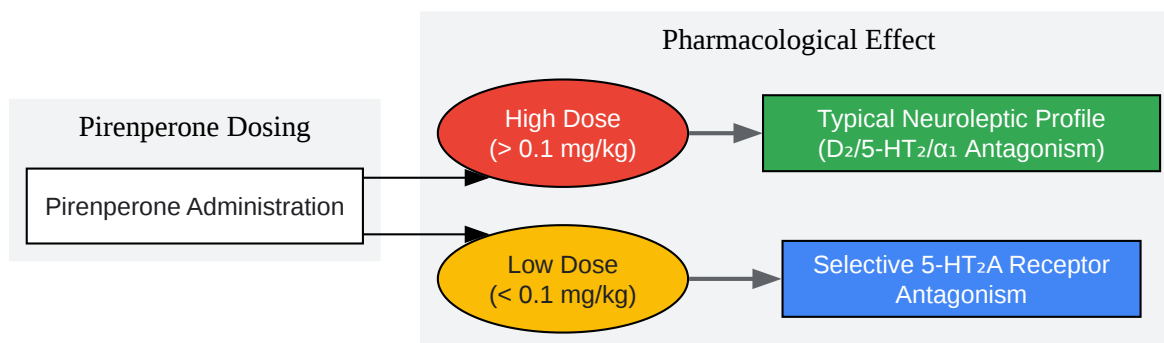 Pharmacological Effect
Pirenperone Dosing
Pirenperone Administration
High Dose
(> 0.1 mg/kg)
Typical Neuroleptic Profile
(D₂/5-HT₂/α₁ Antagonism)
Low Dose
(< 0.1 mg/kg)
Selective 5-HT₂A Receptor
Antagonism